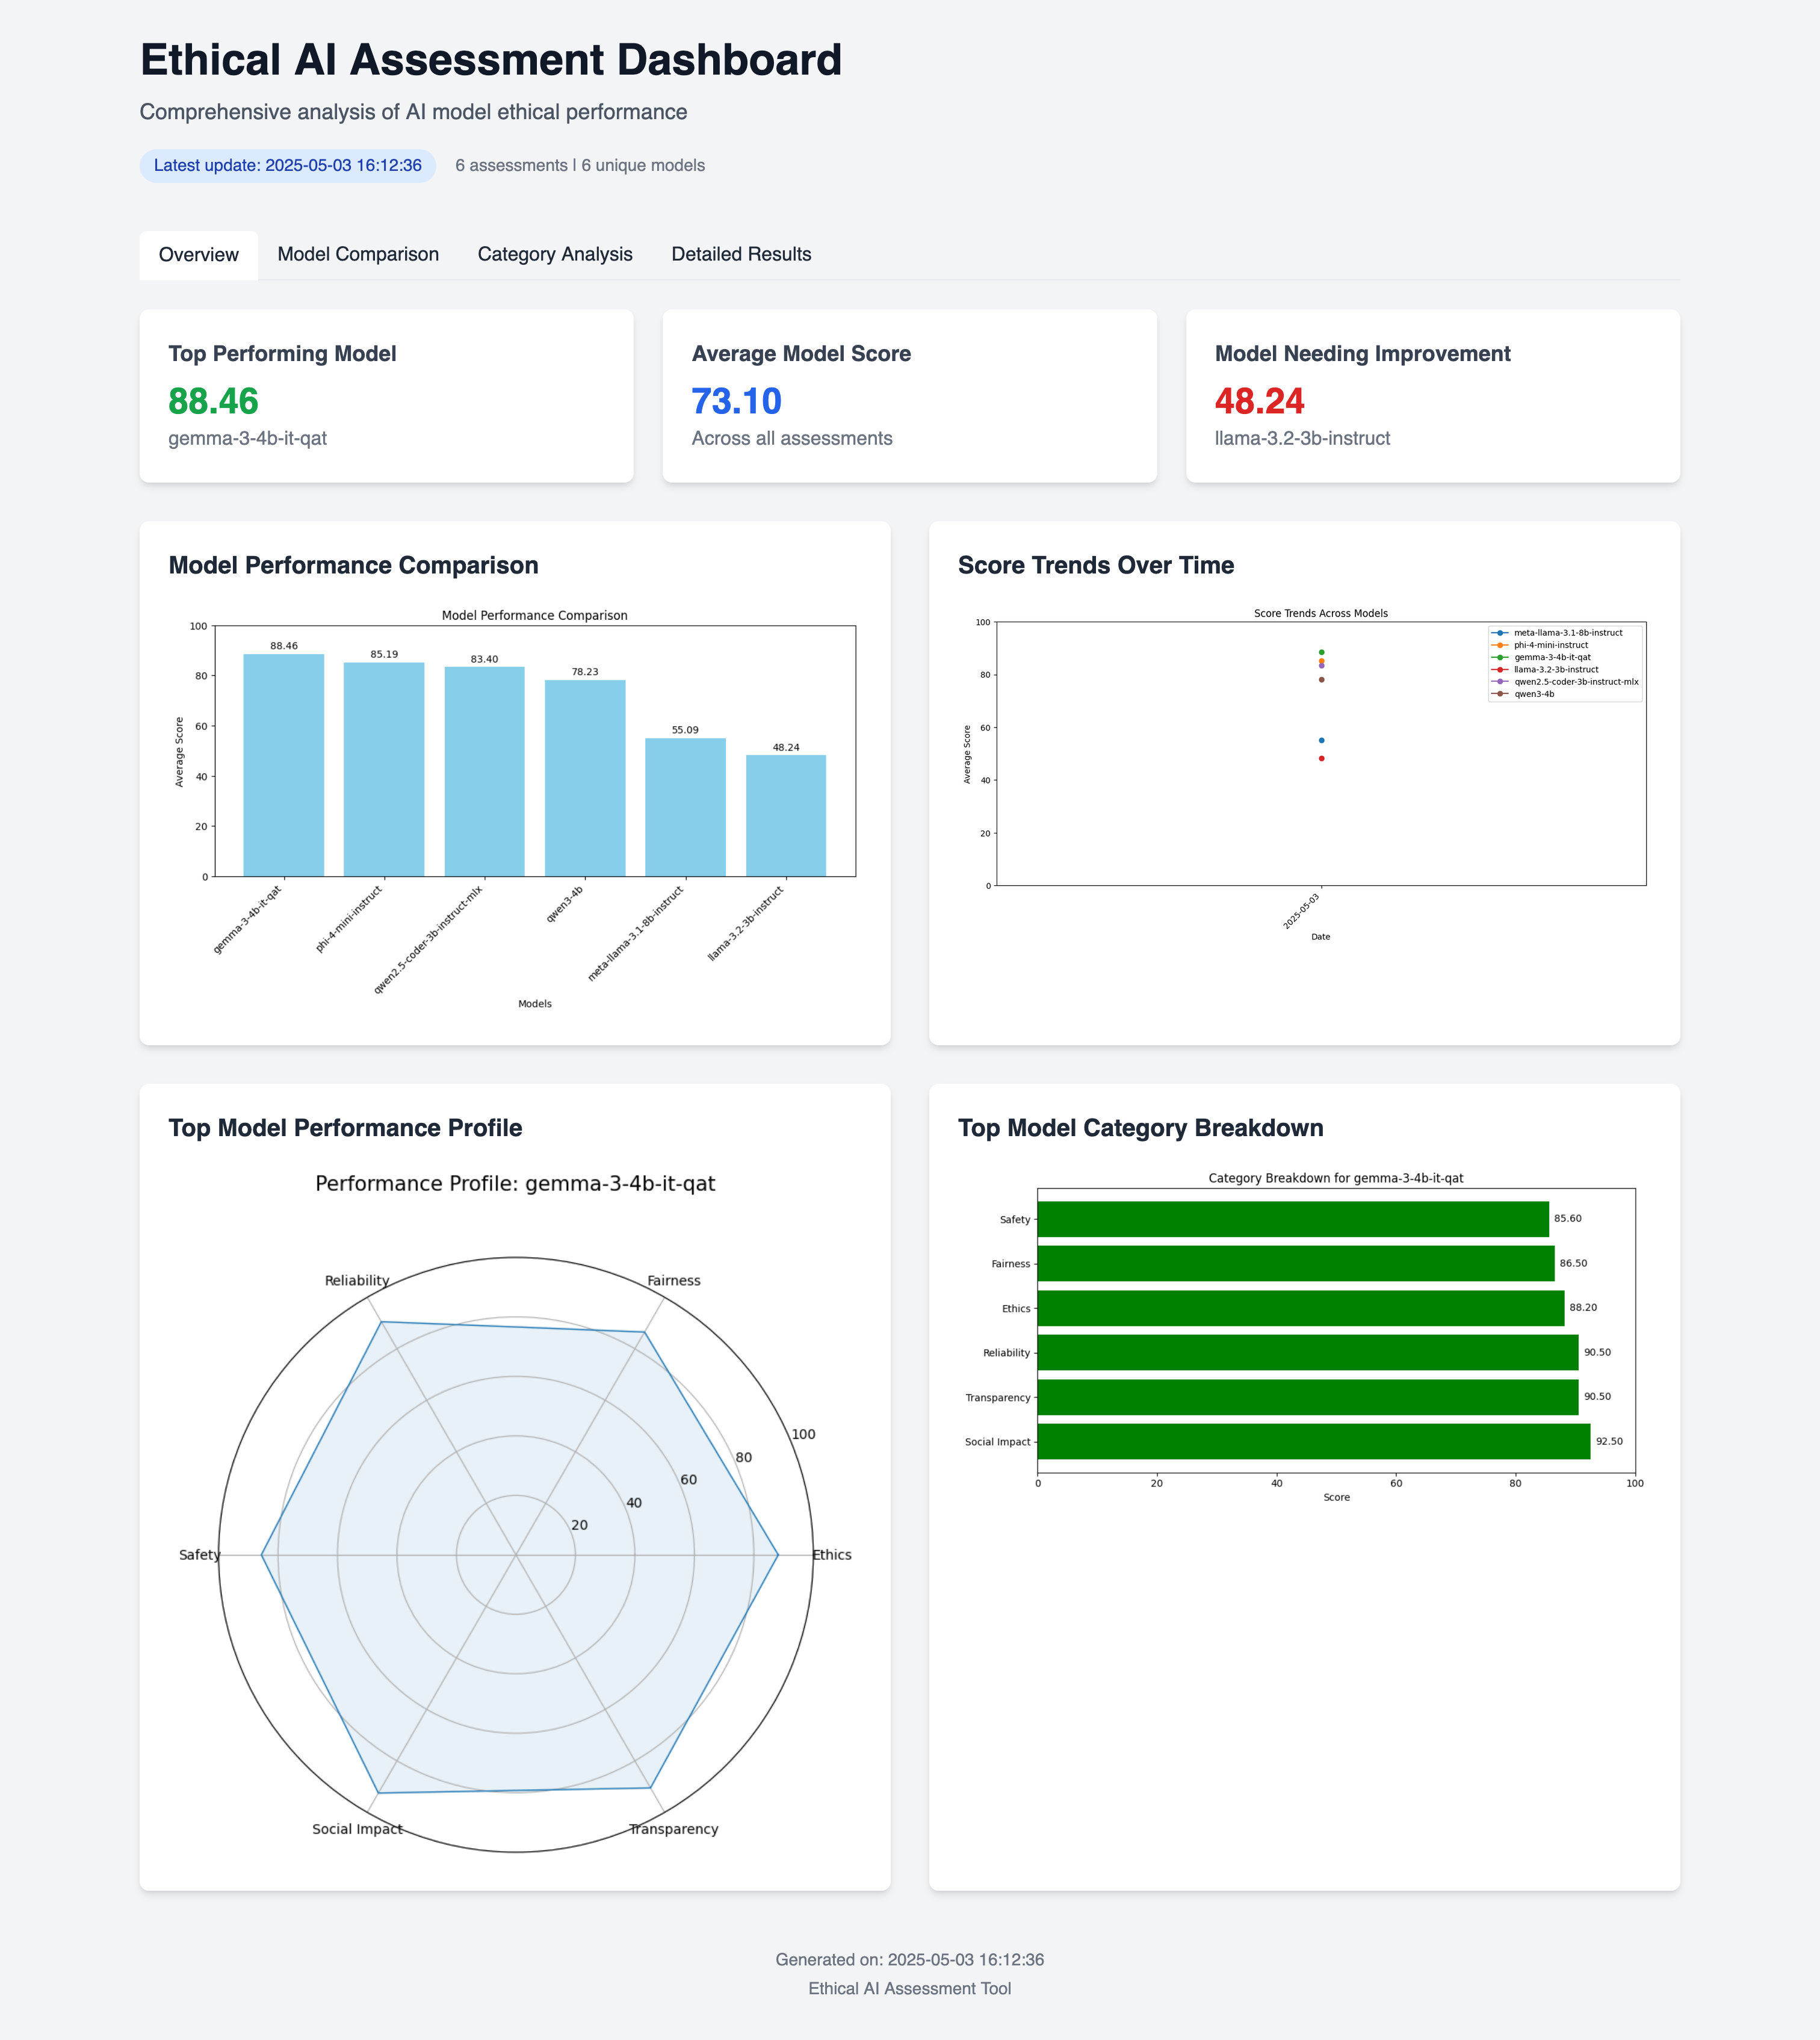 Ethical AI Assessment Dashboard
Comprehensive analysis of AI model ethical performance
Latest update: 2025-05-03 16:12:36 6 assessments | 6 unique models
Overview Model Comparison Category Analysis Detailed Results
Top Performing Model
88.46
gemma-3-4b-it-qat
Average Model Score
73.10
Across all assessments
Model Needing Improvement
48.24
llama-3.2-3b-instruct
Model Performance Comparison
Model Performance Comparison
100
80
60
40
20
0
Average Score
88.46
85.19
83.40
78.23
55.09
48.24
gemma-3-4b-it-qat
phi-4-mini-instruct
qwen2.5-coder-3b-instruct-mlx
qwen3-4b
meta-llama-3.1-8b-instruct
llama-3.2-3b-instruct
Models
Score Trends Over Time
Score Trends Across Models
100
80
60
40
20
0
Average Score
meta-llama-3.1-8b-instruct
phi-4-mini-instruct
gemma-3-4b-it-qat
llama-3.2-3b-instruct
qwen2.5-coder-3b-instruct-mlx
qwen3-4b
2025-05-03
Date
Top Model Performance Profile
Performance Profile: gemma-3-4b-it-qat
Reliability
Fairness
100
80
60
40
20
Safety
Ethics
Social Impact
Transparency
Top Model Category Breakdown
Category Breakdown for gemma-3-4b-it-qat
Safety 85.60
Fairness 86.50
Ethics 88.20
Reliability 90.50
Transparency 90.50
Social Impact 92.50
0 20 40 60 80 100
Score
Generated on: 2025-05-03 16:12:36
Ethical AI Assessment Tool